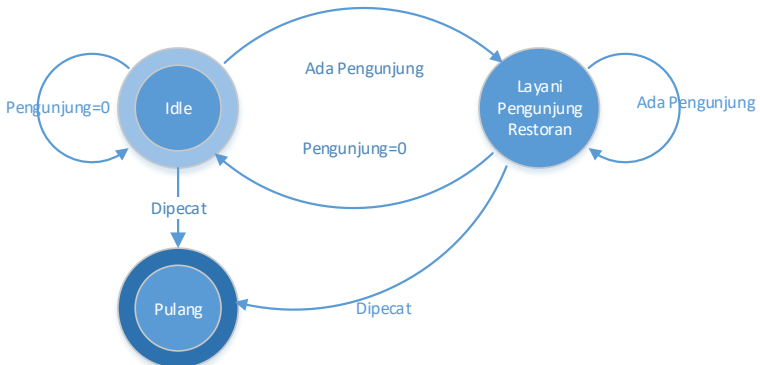 Ada Pengunjung
Pengunjung=0
Idle
Layani
Pengunjung
Restoran
Ada Pengunjung
Pengunjung=0
Dipecat
Pulang
Dipecat